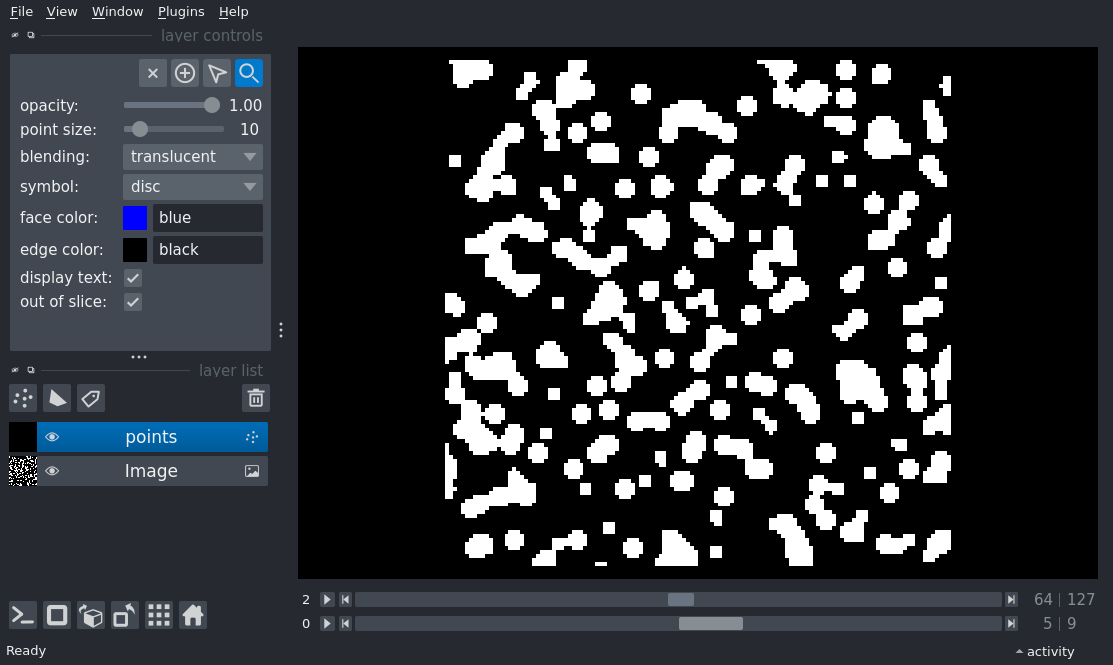 File View Window Plugins Help
layer controls
opacity: 1.00
point size: 10
blending: translucent
symbol: disc
face color: blue
edge color: black
display text:
out of slice:
layer list
points
Image
2 64 | 127
0 5 | 9
Ready activity